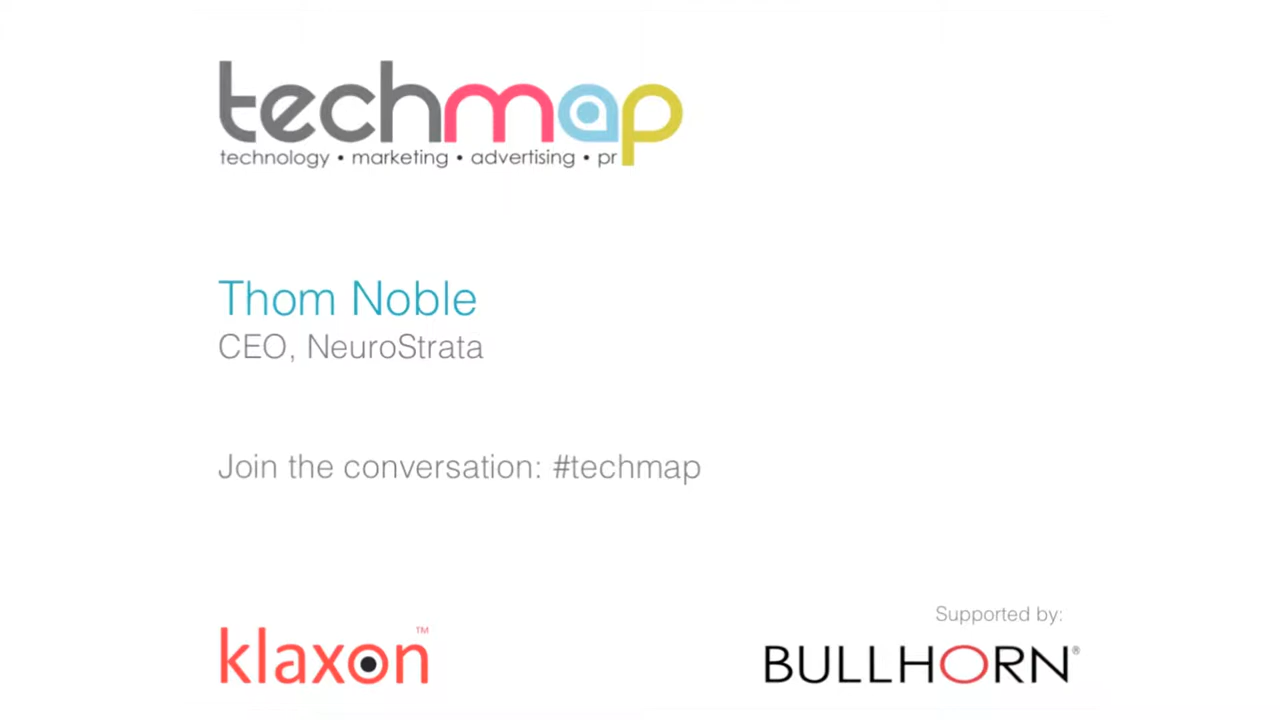 techmap
technology • marketing • advertising • pr
Thom Noble
CEO, NeuroStrata
Join the conversation: #techmap
Supported by:
klaxon™
BULLHORN®